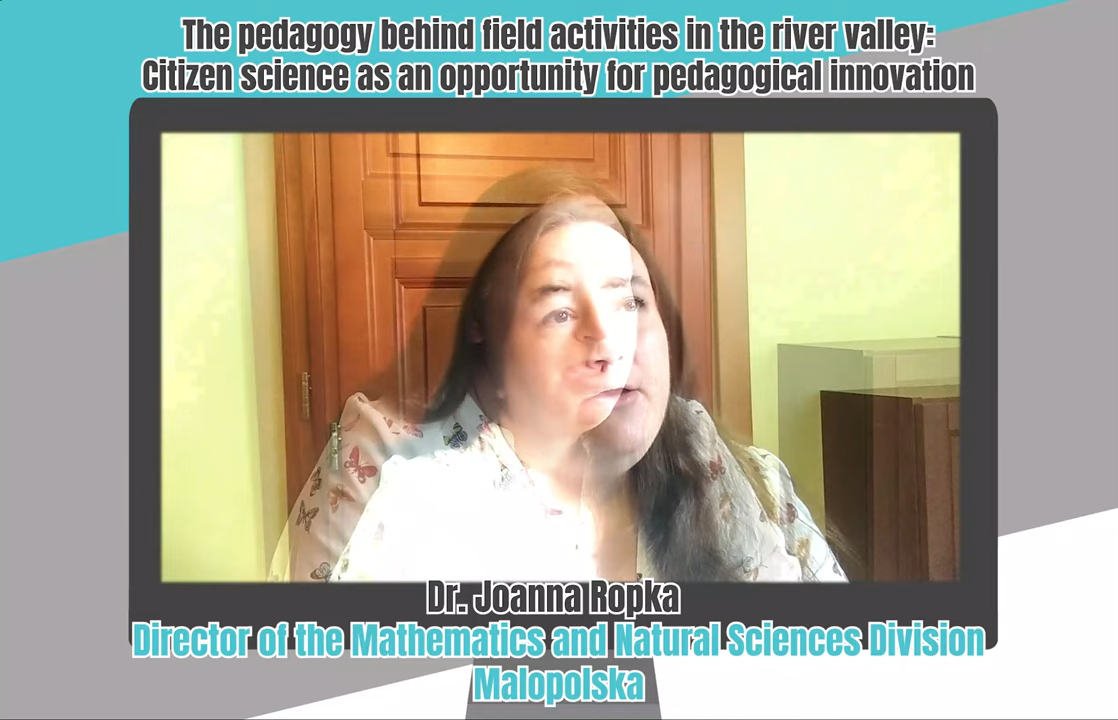 The pedagogy behind field activities in the river valley:
Citizen science as an opportunity for pedagogical innovation
Dr. Joanna Ropka
Director of the Mathematics and Natural Sciences Division
Malopolska